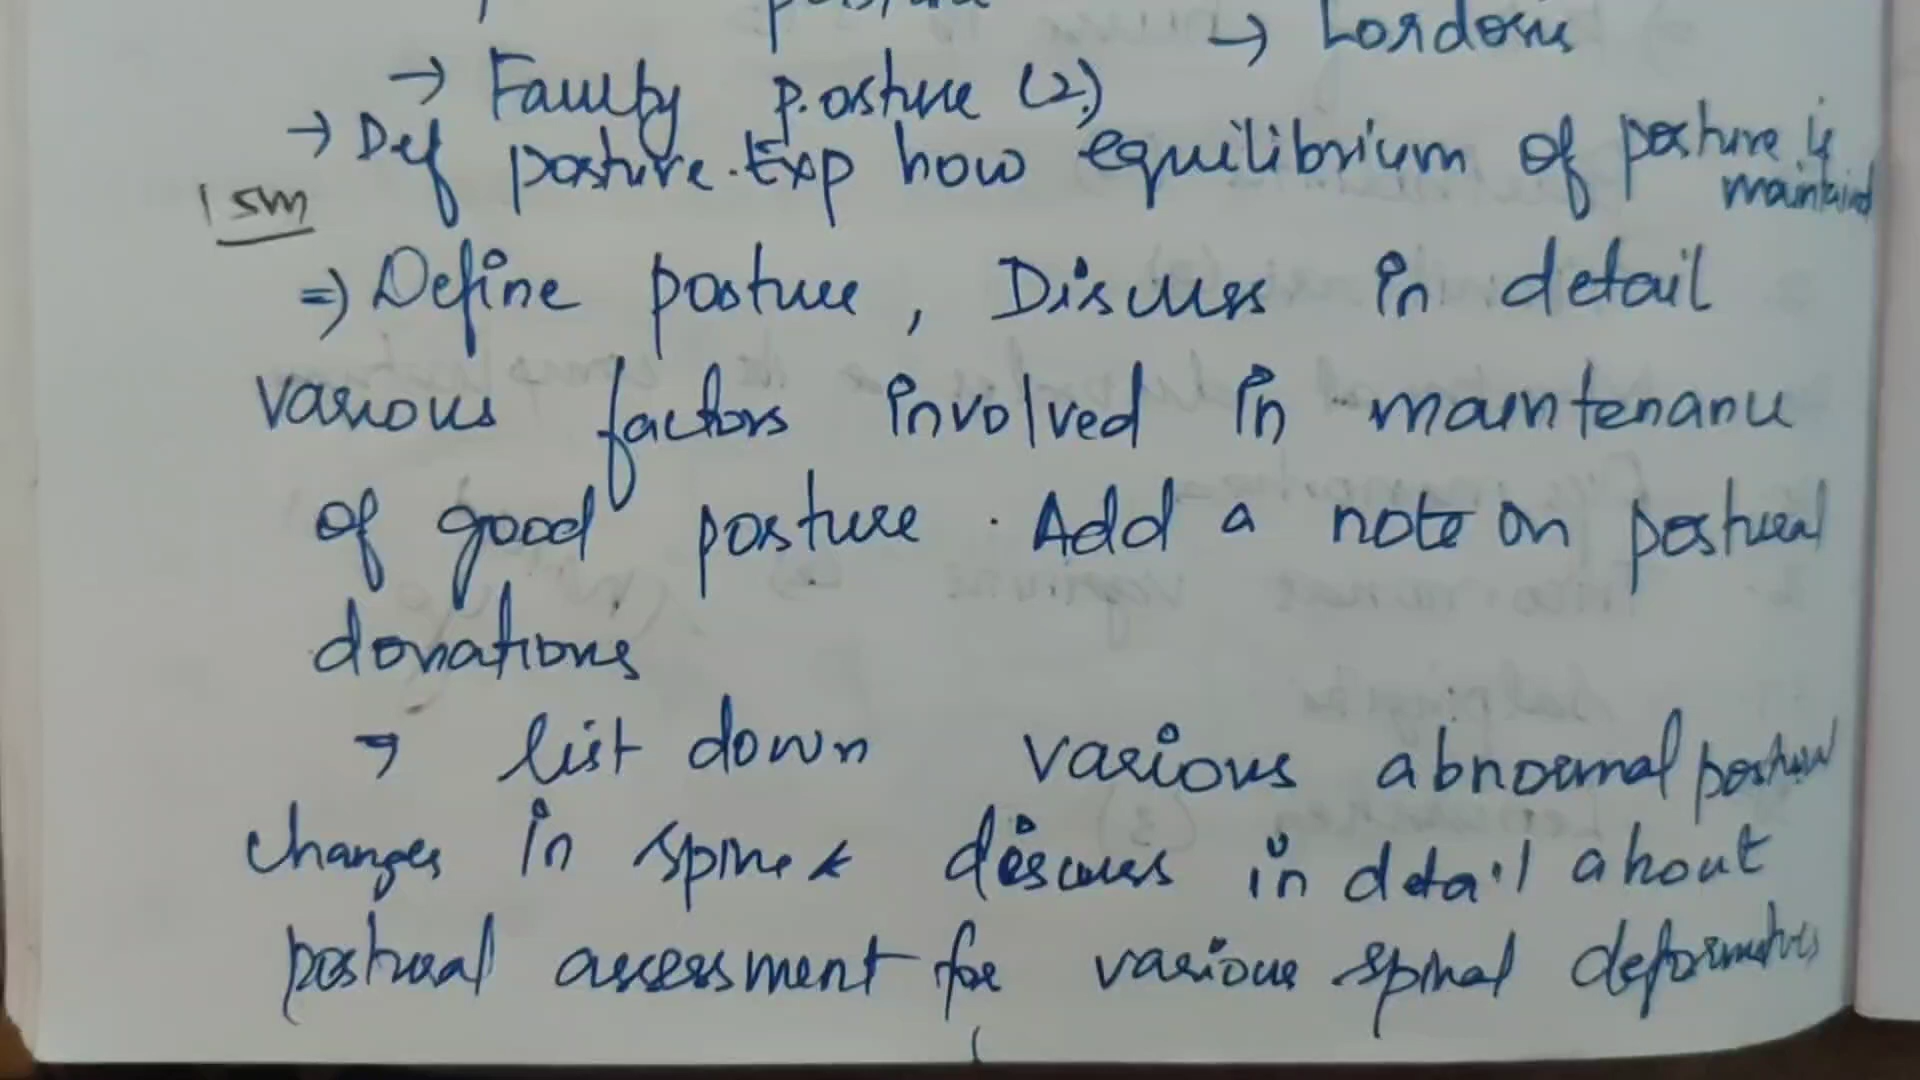 → Lordosis
→ Faulty posture (2)
→ Def posture. Exp how equilibrium of posture is maintained
15m
⇒ Define posture, Discuss in detail
various factors involved in maintenance
of good posture. Add a note on postural
donations
→ list down various abnormal postural
changes in spine & discuss in detail about
postural assessment for various spinal deformities